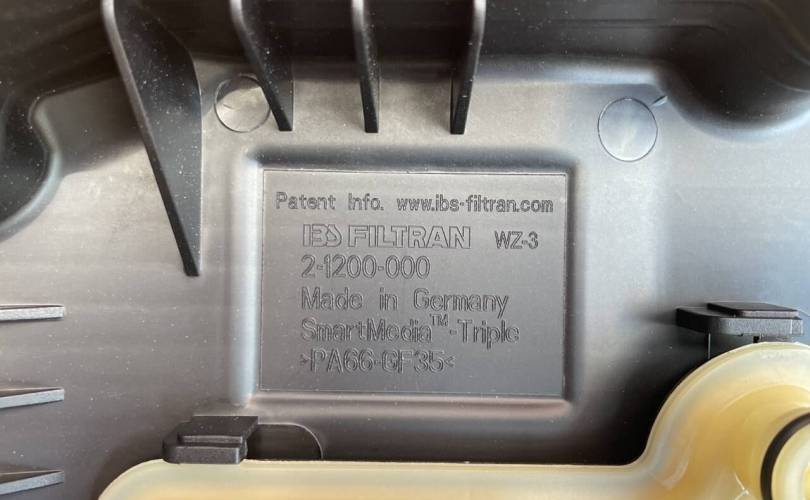 Patent Info. www.ibs-filtran.com
IBS FILTRAN WZ-3
2-1200-000
Made in Germany
SmartMedia™-Triple
>PA66-GF35<